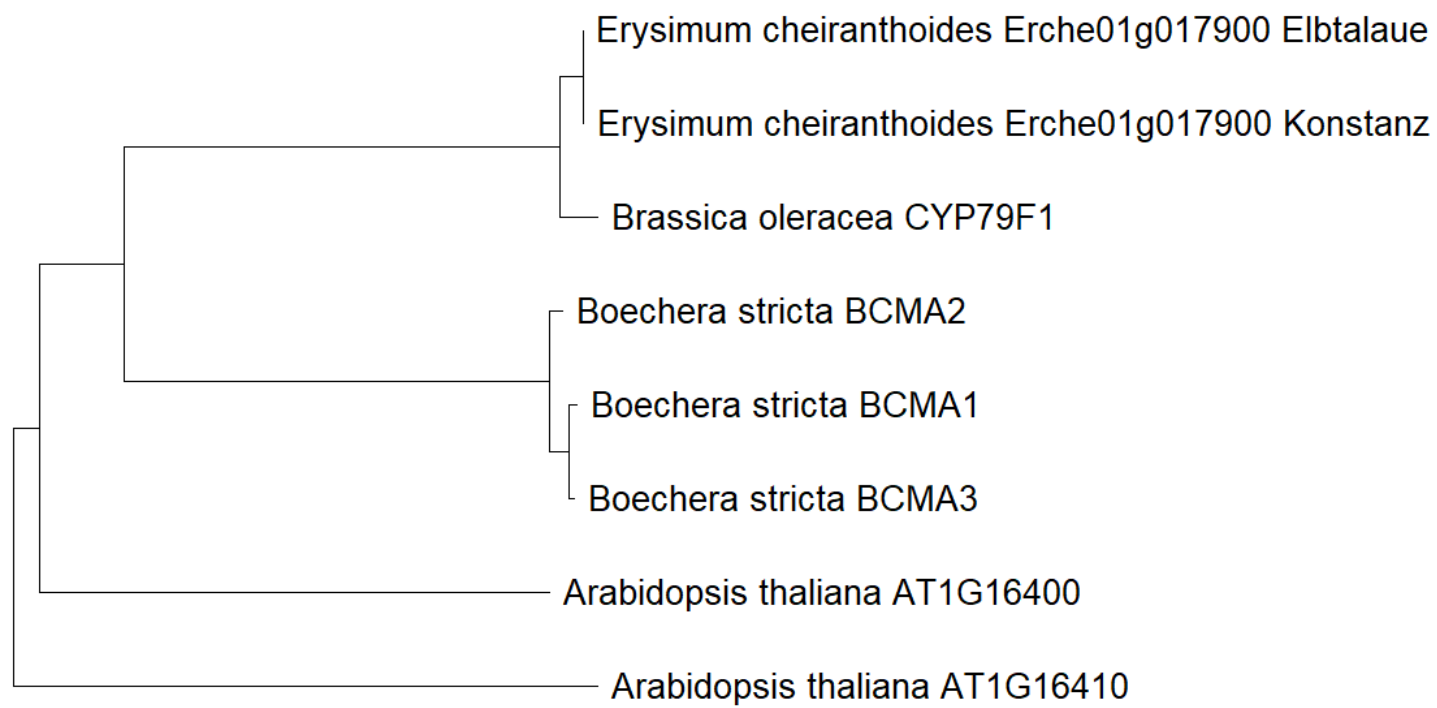 Erysimum cheiranthoides Erche01g017900 Elbtalaue
Erysimum cheiranthoides Erche01g017900 Konstanz
Brassica oleracea CYP79F1
Boechera stricta BCMA2
Boechera stricta BCMA1
Boechera stricta BCMA3
Arabidopsis thaliana AT1G16400
Arabidopsis thaliana AT1G16410